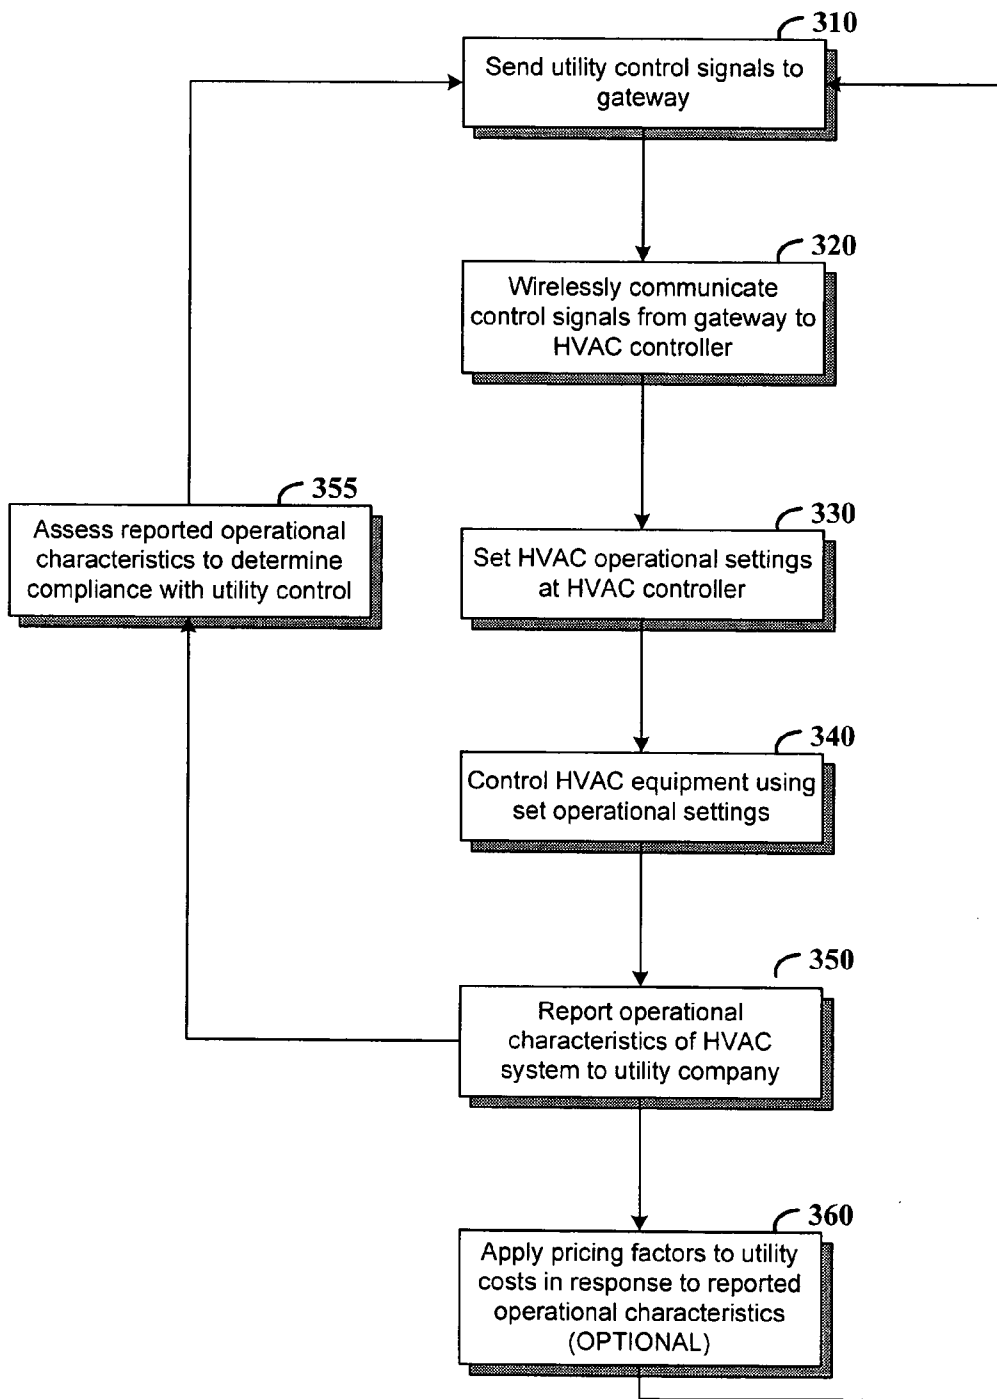 310
Send utility control signals to
gateway
320
Wirelessly communicate
control signals from gateway to
HVAC controller
330
Set HVAC operational settings
at HVAC controller
355
Assess reported operational
characteristics to determine
compliance with utility control
340
Control HVAC equipment using
set operational settings
350
Report operational
characteristics of HVAC
system to utility company
360
Apply pricing factors to utility
costs in response to reported
operational characteristics
(OPTIONAL)